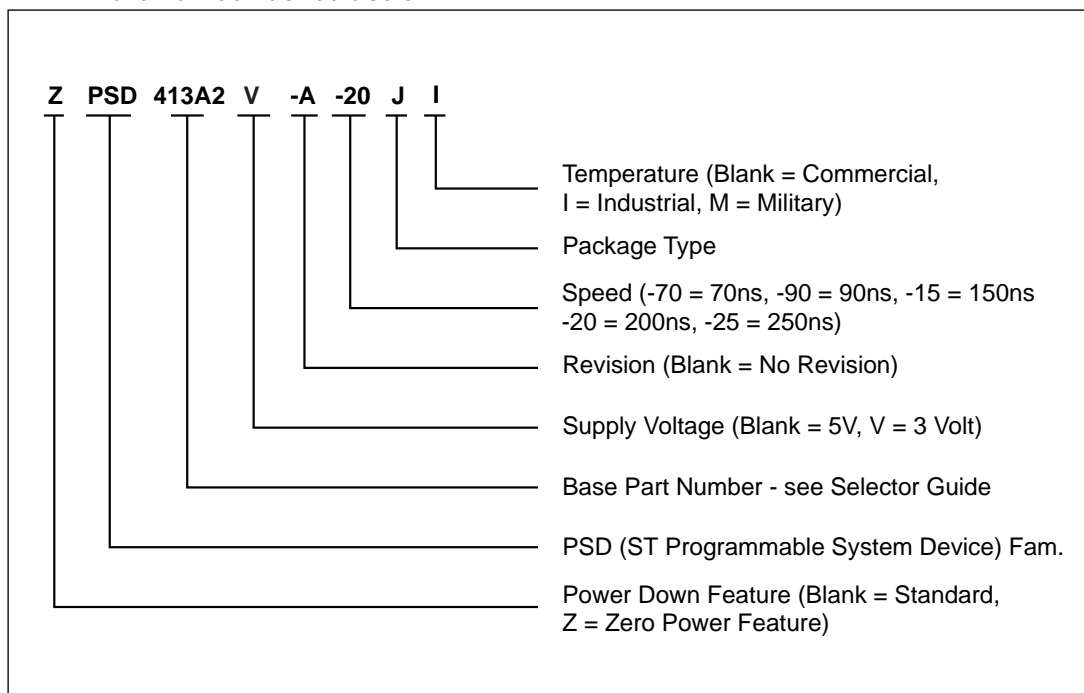 Z PSD 413A2 V -A -20 J I
Temperature (Blank = Commercial,
I = Industrial, M = Military)
Package Type
Speed (-70 = 70ns, -90 = 90ns, -15 = 150ns
-20 = 200ns, -25 = 250ns)
Revision (Blank = No Revision)
Supply Voltage (Blank = 5V, V = 3 Volt)
Base Part Number - see Selector Guide
PSD (ST Programmable System Device) Fam.
Power Down Feature (Blank = Standard,
Z = Zero Power Feature)